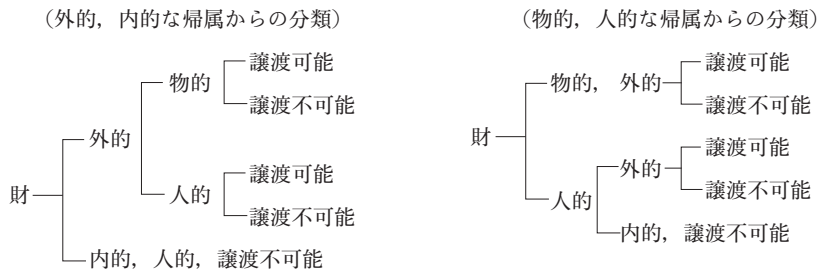 （外的，内的な帰属からの分類）
財
外的
物的
譲渡可能
譲渡不可能
人的
譲渡可能
譲渡不可能
内的，人的，譲渡不可能
（物的，人的な帰属からの分類）
財
物的，外的
譲渡可能
譲渡不可能
人的
外的
譲渡可能
譲渡不可能
内的，譲渡不可能